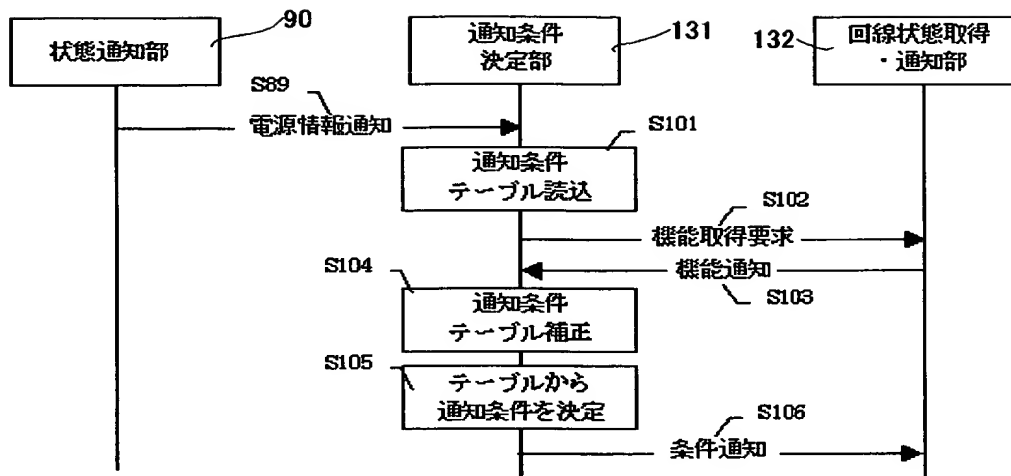 状態通知部
90
通知条件
決定部
131
132
回線状態取得
・通知部
S89
電源情報通知
S101
通知条件
テーブル読込
S102
機能取得要求
機能通知
S103
S104
通知条件
テーブル補正
S105
テーブルから
通知条件を決定
S106
条件通知